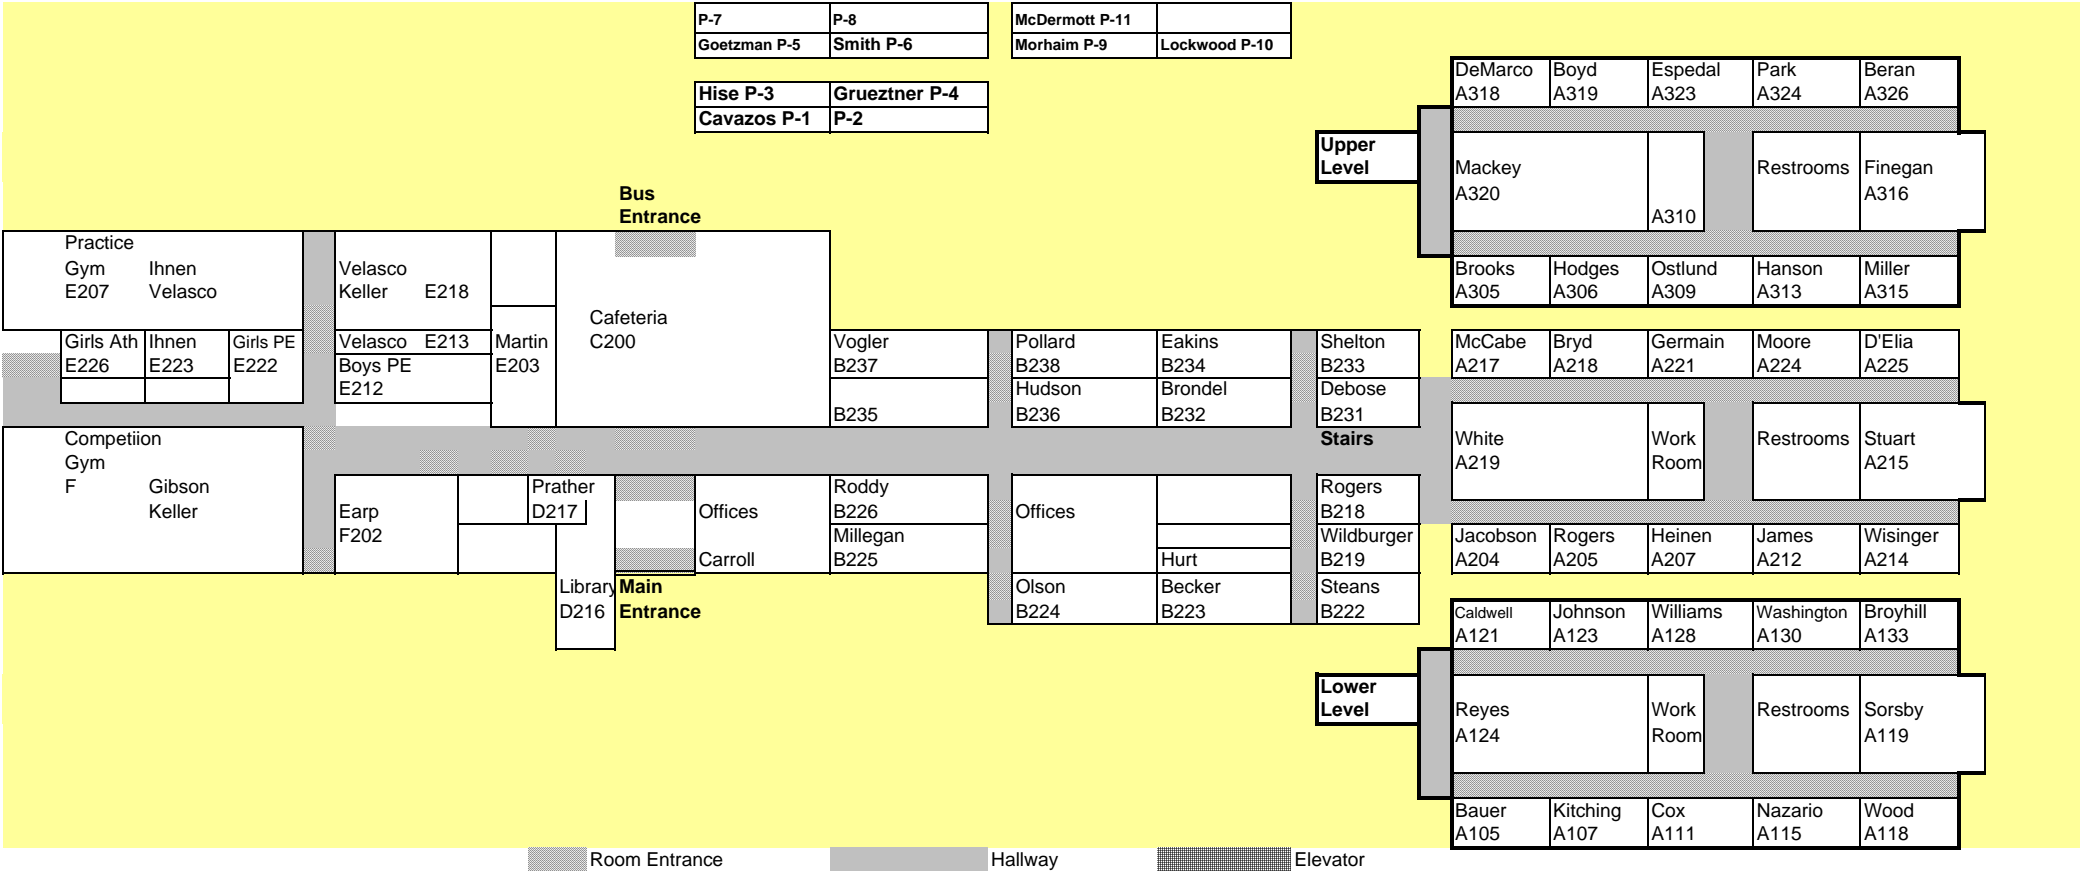 P-7 P-8 McDermott P-11
Goetzman P-5 Smith P-6 Morhaim P-9 Lockwood P-10
DeMarco Boyd Espedal Park Beran
A318 A319 A323 A324 A326
Hise P-3 Grueztner P-4
Cavazos P-1 P-2
Upper
Level
Mackey Restrooms Finegan
A320 A316
A310
Bus
Entrance
Practice
Gym Ihnen Velasco
E207 Velasco Keller E218
Brooks Hodges Ostlund Hanson Miller
A305 A306 A309 A313 A315
Cafeteria
C200
Girls Ath Ihnen Girls PE Velasco E213 Martin Vogler Pollard Eakins Shelton McCabe Bryd Germain Moore D'Elia
E226 E223 E222 Boys PE E203 B237 B238 B234 B233 A217 A218 A221 A224 A225
E212 Hudson Brondel Debose
B235 B236 B232 B231
Competiion Stairs White Work Restrooms Stuart
Gym A219 Room A215
F Gibson Prather Roddy Rogers
Keller Earp D217 Offices B226 Offices B218
F202 Millegan Wildburger Jacobson Rogers Heinen James Wisinger
Carroll B225 Hurt B219 A204 A205 A207 A212 A214
Library Main Olson Becker Steans
D216 Entrance B224 B223 B222
Caldwell Johnson Williams Washington Broyhill
A121 A123 A128 A130 A133
Lower
Level
Reyes Work Restrooms Sorsby
A124 Room A119
Bauer Kitching Cox Nazario Wood
A105 A107 A111 A115 A118
Room Entrance Hallway Elevator